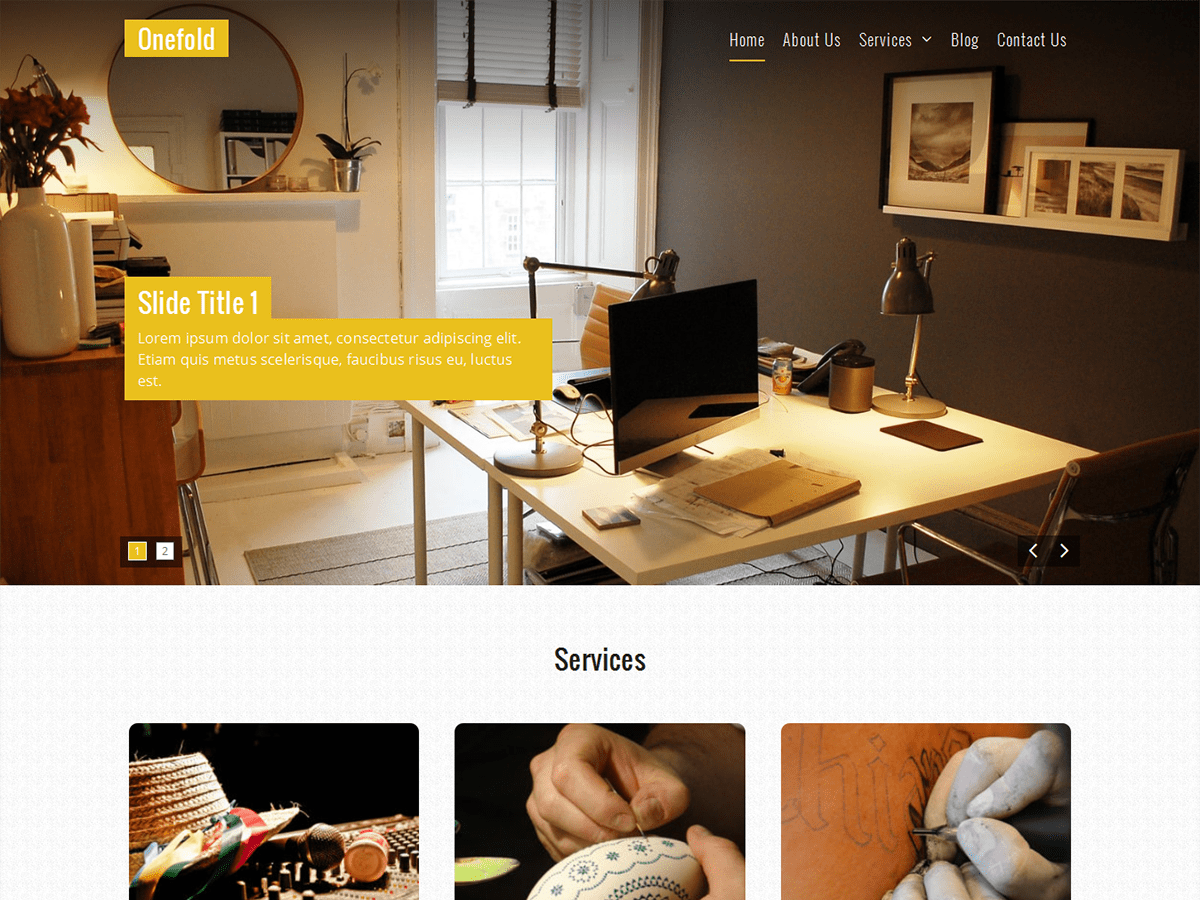 Onefold
Home About Us Services Blog Contact Us
Slide Title 1
Lorem ipsum dolor sit amet, consectetur adipiscing elit.
Etiam quis metus scelerisque, faucibus risus eu, luctus
est.
1 2
Services